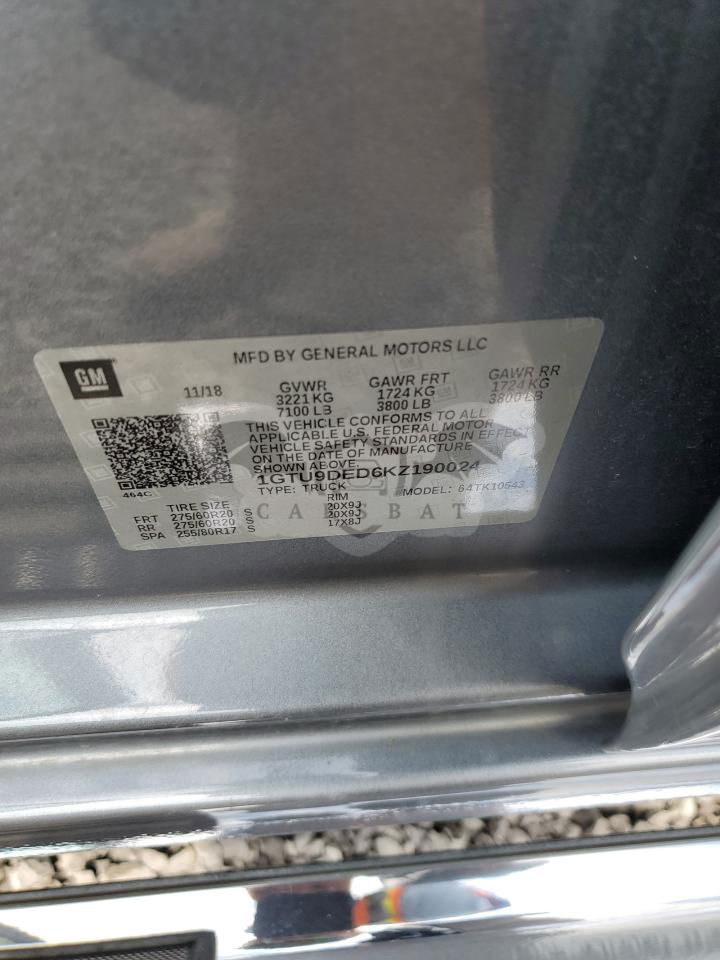 GM
MFD BY GENERAL MOTORS LLC
11/18 GVWR GAWR FRT GAWR RR
3221 KG 1724 KG 1724 KG
7100 LB 3800 LB 3800 LB
THIS VEHICLE CONFORMS TO ALL
APPLICABLE U.S. FEDERAL MOTOR
VEHICLE SAFETY STANDARDS IN EFFECT
ON THE DATE OF MANUFACTURE
SHOWN ABOVE.
1GTU9DED6KZ190024
464C TYPE: TRUCK MODEL: 64TK10543
TIRE SIZE RIM
FRT 275/60R20 S 20X9J
RR 275/60R20 S 20X9J
SPA 255/80R17 S 17X8J